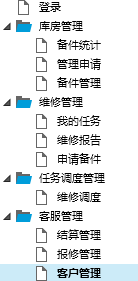 登录
库房管理
备件统计
管理申请
备件管理
维修管理
我的任务
维修报告
申请备件
任务调度管理
维修调度
客服管理
结算管理
报修管理
客户管理